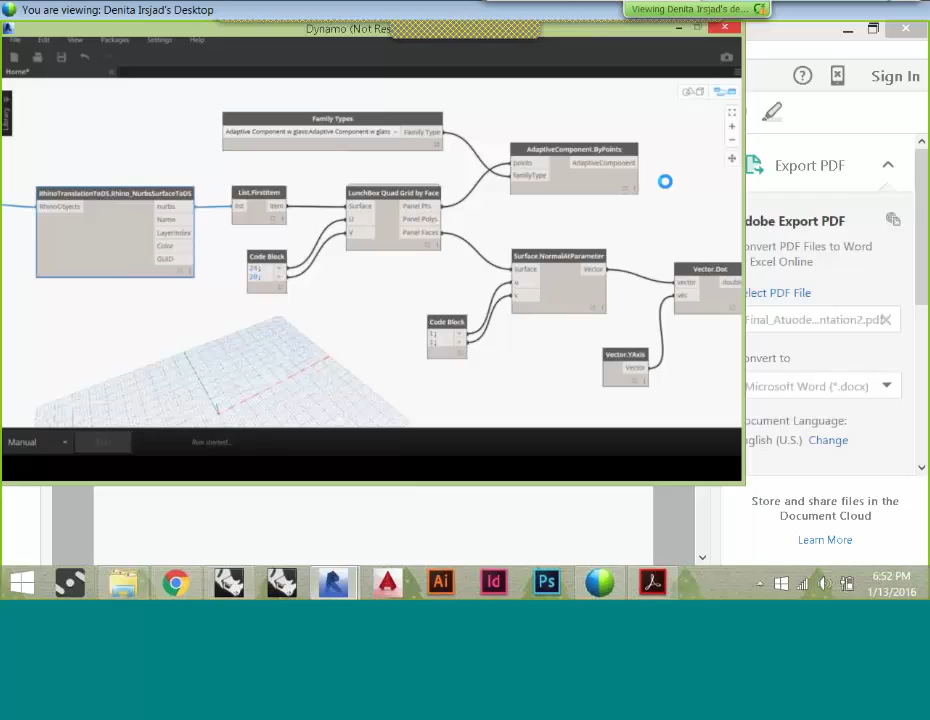 You are viewing: Denita Irsjad's Desktop
Viewing Denita Irsjad's de...
Dynamo (Not Res
File Edit View Packages Settings Help
Home*
Sign In
Library
Family Types
Adaptive Component w glass:Adaptive Component w glass Family Type
AdaptiveComponent.ByPoints
points AdaptiveComponent
familyType
Export PDF
RhinoTranslationToDS.Rhino_NurbsSurfaceToDS
RhinoObjects nurbs
Name
LayerIndex
Color
GUID
List.FirstItem
list item
LunchBox Quad Grid by Face
Surface Panel Pts
U Panel Polys
V Panel Faces
dobe Export PDF
onvert PDF Files to Word
Excel Online
Code Block
24;
20;
Surface.NormalAtParameter
surface Vector
u
v
Vector.Dot
vector doubl
vec
elect PDF File
Final_Atuode...ntation2.pdf
Code Block
1;
1;
Vector.YAxis
Vector
onvert to
Microsoft Word (*.docx)
ocument Language:
nglish (U.S.) Change
Manual Run Run started...
Store and share files in the
Document Cloud
Learn More
Ai Id Ps
6:52 PM
1/13/2016